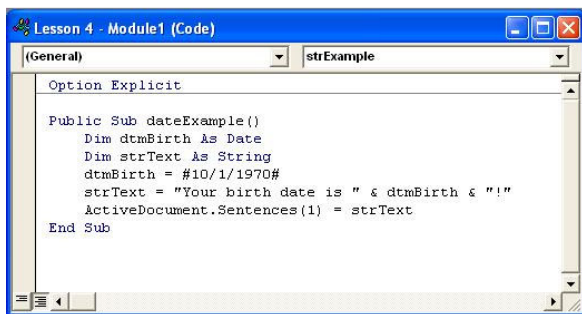 Lesson 4 - Module1 (Code)
(General) strExample
Option Explicit
Public Sub dateExample()
Dim dtmBirth As Date
Dim strText As String
dtmBirth = #10/1/1970#
strText = "Your birth date is " & dtmBirth & "!"
ActiveDocument.Sentences(1) = strText
End Sub